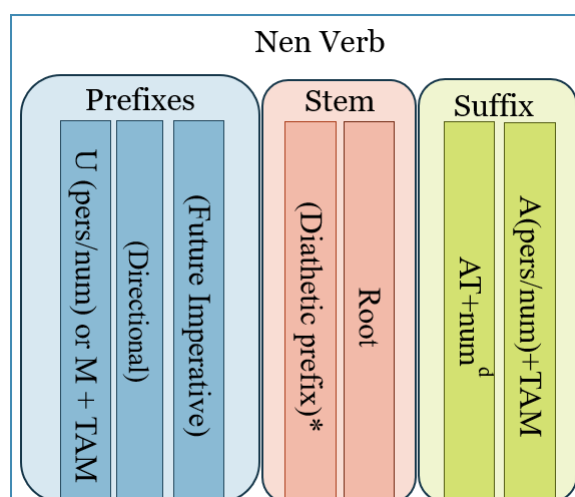 Nen Verb
Prefixes
U (pers/num) or M + TAM
(Directional)
(Future Imperative)
Stem
(Diathetic prefix)*
Root
Suffix
AT+num^d
A(pers/num)+TAM